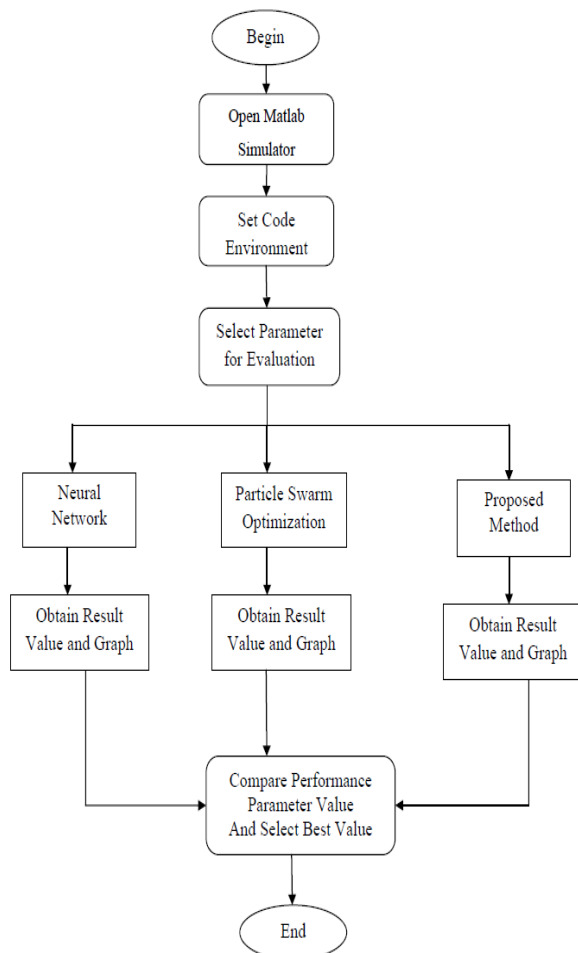 Begin
Open Matlab
Simulator
Set Code
Environment
Select Parameter
for Evaluation
Neural
Network
Particle Swarm
Optimization
Proposed
Method
Obtain Result
Value and Graph
Obtain Result
Value and Graph
Obtain Result
Value and Graph
Compare Performance
Parameter Value
And Select Best Value
End